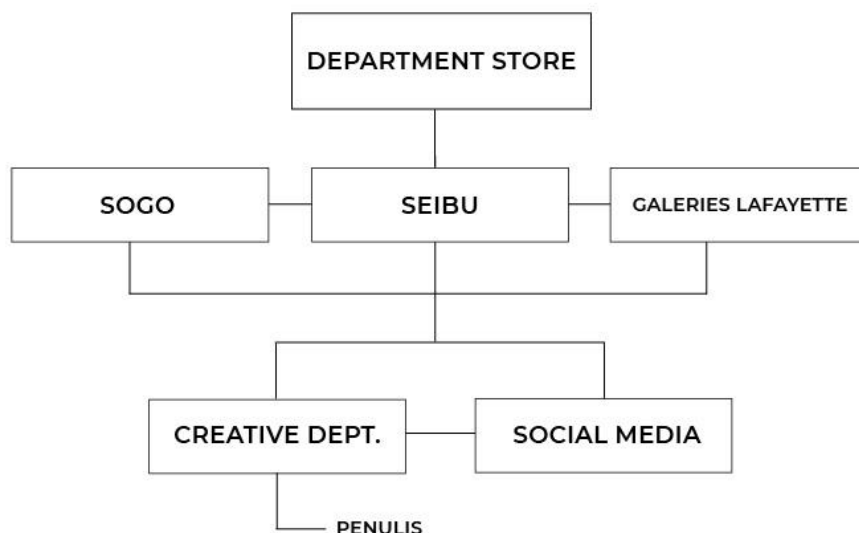 DEPARTMENT STORE
SOGO
SEIBU
GALERIES LAFAYETTE
CREATIVE DEPT.
SOCIAL MEDIA
PENULIS